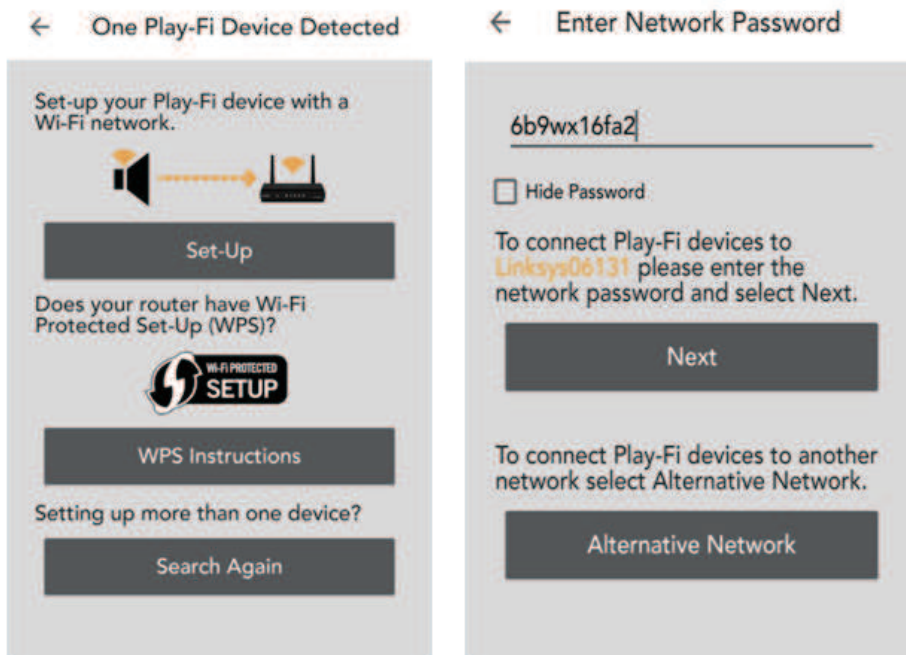 One Play-Fi Device Detected
Set-up your Play-Fi device with a
Wi-Fi network.
Set-Up
Does your router have Wi-Fi
Protected Set-Up (WPS)?
Wi-Fi PROTECTED
SETUP
WPS Instructions
Setting up more than one device?
Search Again
Enter Network Password
6b9wx16fa2
Hide Password
To connect Play-Fi devices to
Linksys06131 please enter the
network password and select Next.
Next
To connect Play-Fi devices to another
network select Alternative Network.
Alternative Network